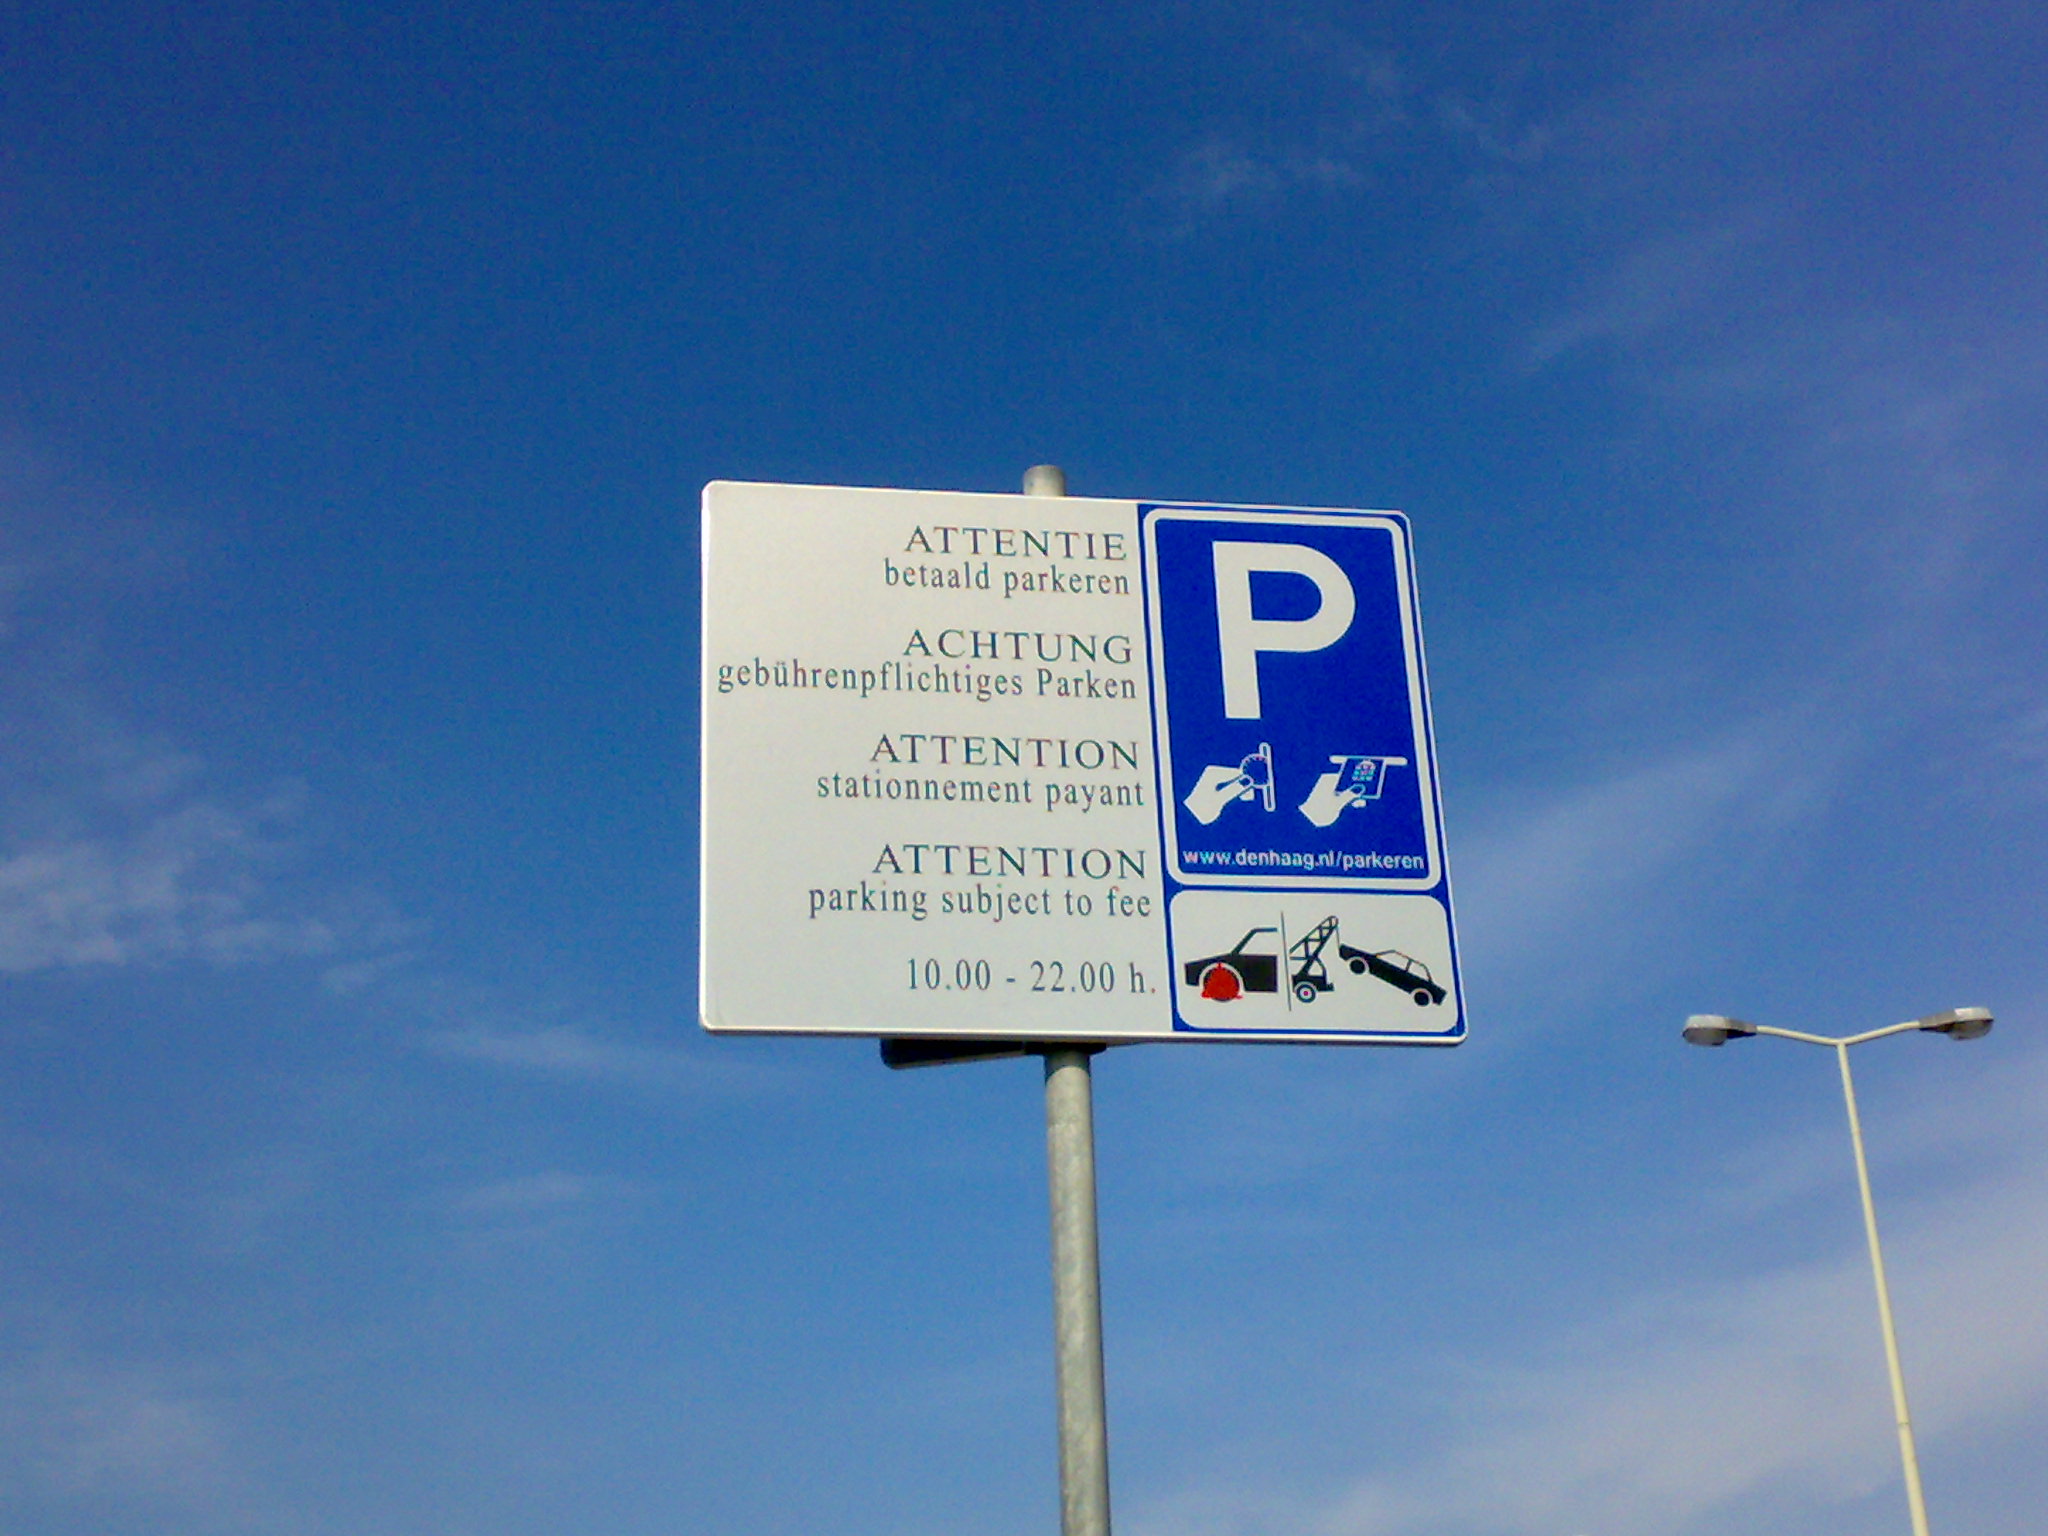 ATTENTIE
betaald parkeren
ACHTUNG
gebührenpflichtiges Parken
ATTENTION
stationnement payant
ATTENTION
parking subject to fee
10.00 - 22.00 h.
P
www.denhaag.nl/parkeren